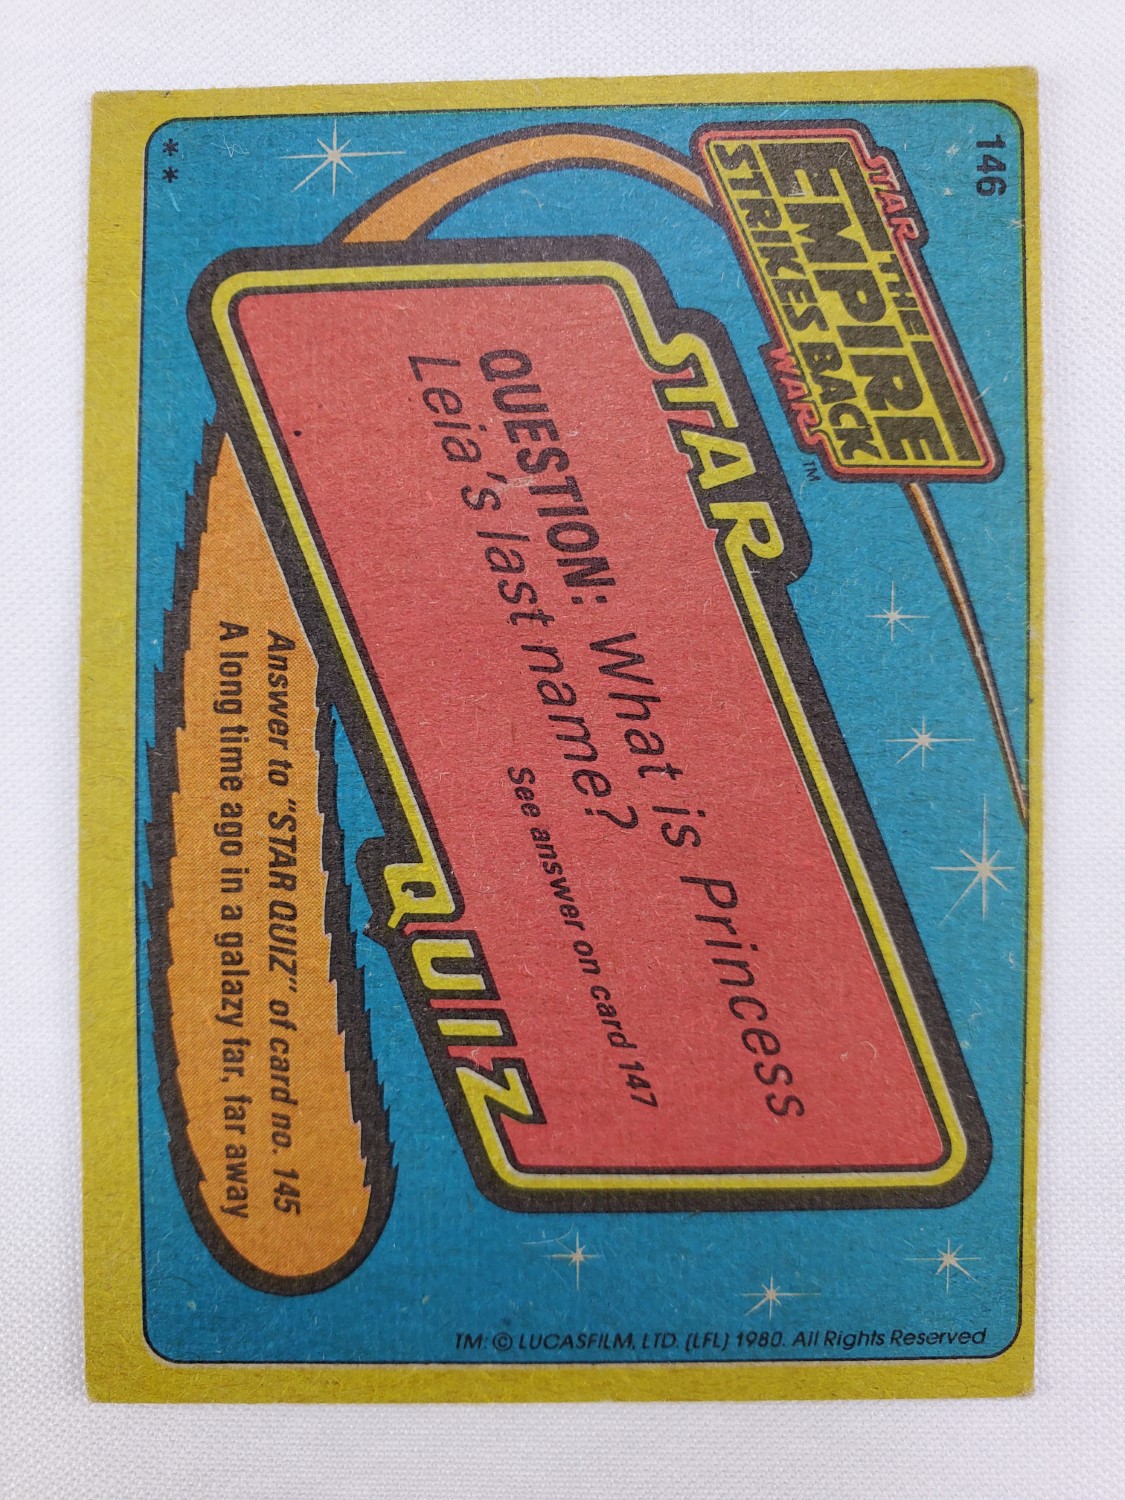 146
STAR
THE
EMPIRE
STRIKES BACK
WARS™
STAR
QUESTION: What is Princess
Leia's last name?
See answer on card 147
QUIZ
Answer to "STAR QUIZ" of card no. 145
A long time ago in a galazy far, far away
TM: © LUCASFILM, LTD. (LFL) 1980. All Rights Reserved
**